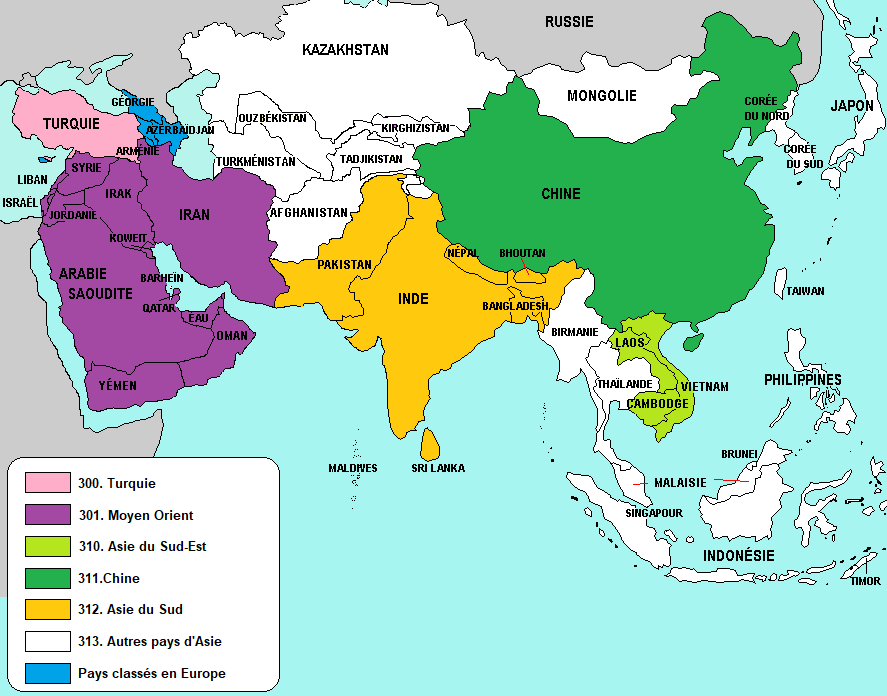 RUSSIE
KAZAKHSTAN
MONGOLIE
GÉORGIE
AZERBAÏDJAN
TURQUIE
ARMÉNIE
OUZBÉKISTAN
KIRGHIZISTAN
TURKMÉNISTAN
TADJIKISTAN
CORÉE
DU NORD
JAPON
CORÉE
DU SUD
SYRIE
LIBAN
ISRAËL
IRAK
JORDANIE
IRAN
AFGHANISTAN
CHINE
KOWEIT
PAKISTAN
NÉPAL
BHOUTAN
ARABIE
SAOUDITE
BARHEÏN
QATAR
EAU
OMAN
INDE
BANGLADESH
TAIWAN
BIRMANIE
LAOS
YÉMEN
THAÏLANDE
VIETNAM
CAMBODGE
PHILIPPINES
MALDIVES
SRI LANKA
BRUNEI
MALAISIE
SINGAPOUR
INDONÉSIE
TIMOR
300. Turquie
301. Moyen Orient
310. Asie du Sud-Est
311.Chine
312. Asie du Sud
313. Autres pays d'Asie
Pays classés en Europe